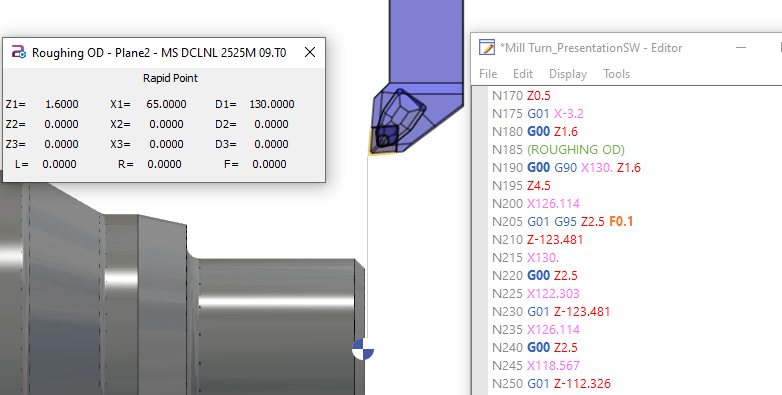 Roughing OD - Plane2 - MS DCLNL 2525M 09.T0
Rapid Point
Z1= 1.6000 X1= 65.0000 D1= 130.0000
Z2= 0.0000 X2= 0.0000 D2= 0.0000
Z3= 0.0000 X3= 0.0000 D3= 0.0000
L= 0.0000 R= 0.0000 F= 0.0000
*Mill Turn_PresentationSW - Editor
File Edit Display Tools
N170 Z0.5
N175 G01 X-3.2
N180 G00 Z1.6
N185 (ROUGHING OD)
N190 G00 G90 X130. Z1.6
N195 Z4.5
N200 X126.114
N205 G01 G95 Z2.5 F0.1
N210 Z-123.481
N215 X130.
N220 G00 Z2.5
N225 X122.303
N230 G01 Z-123.481
N235 X126.114
N240 G00 Z2.5
N245 X118.567
N250 G01 Z-112.326